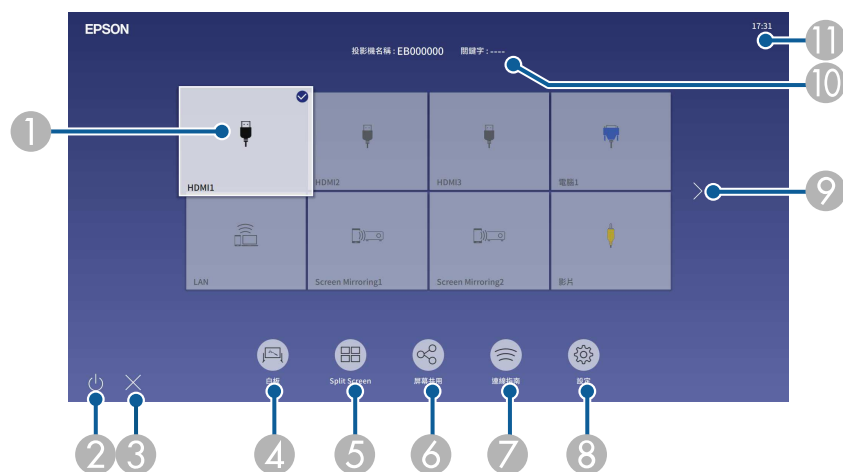 EPSON
17:31
投影機名稱 : EB000000 關鍵字 : ----
HDMI1
HDMI2
HDMI3
電腦1
LAN
Screen Mirroring1
Screen Mirroring2
影片
白板
Split Screen
屏幕共用
連線指南
設定
1
2
3
4
5
6
7
8
9
10
11